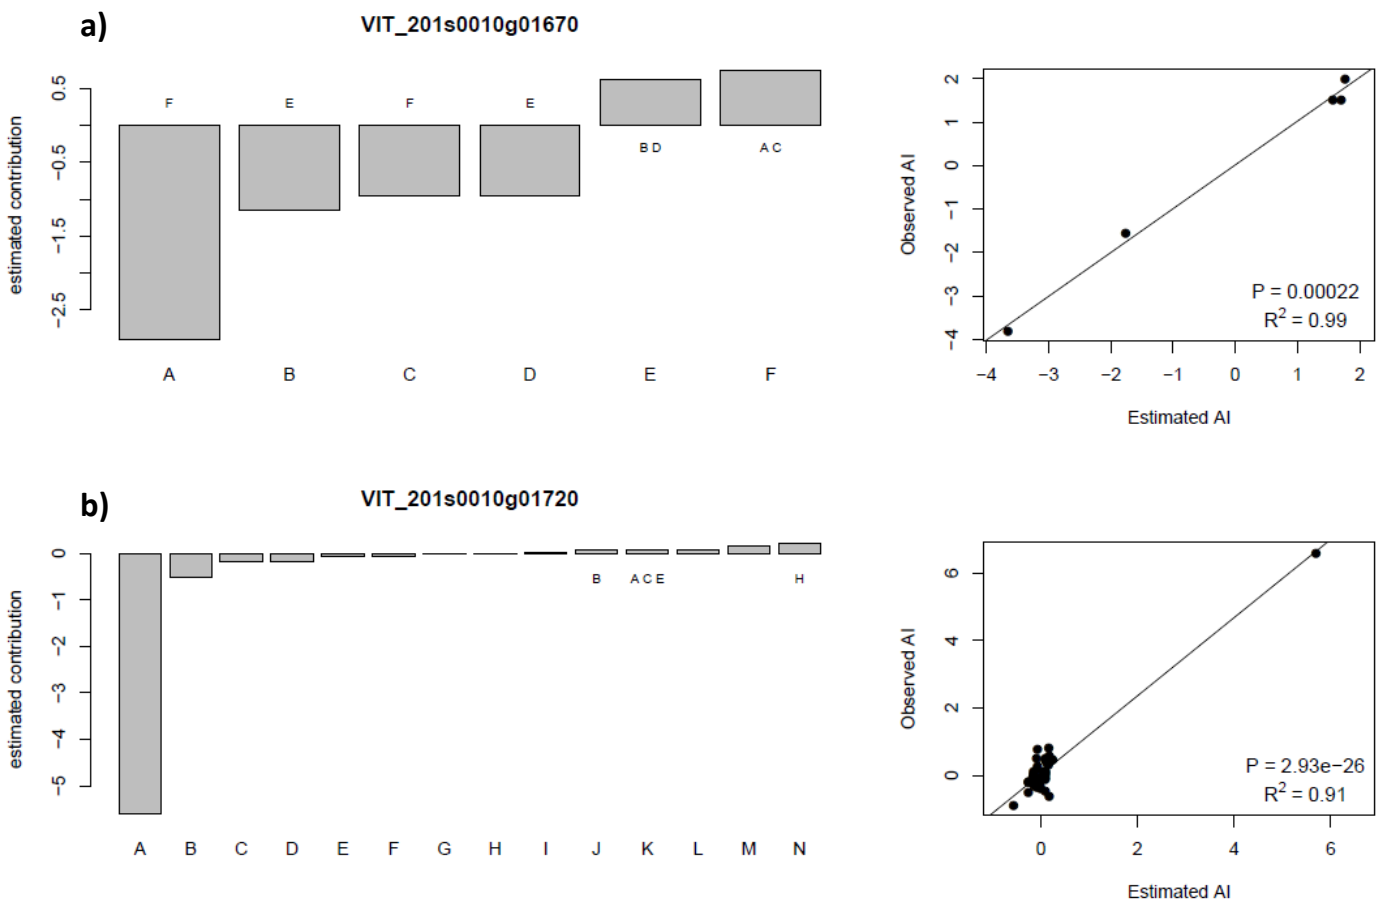 a)
VIT_201s0010g01670
estimated contribution
0.5
−0.5
−1.5
−2.5
F
E
F
E
B D
A C
A B C D E F
Observed AI
2
1
0
−1
−2
−3
−4
P = 0.00022
R² = 0.99
−4 −3 −2 −1 0 1 2
Estimated AI
b)
VIT_201s0010g01720
estimated contribution
0
−1
−2
−3
−4
−5
B
A C E
H
A B C D E F G H I J K L M N
Observed AI
6
4
2
0
P = 2.93e−26
R² = 0.91
0 2 4 6
Estimated AI